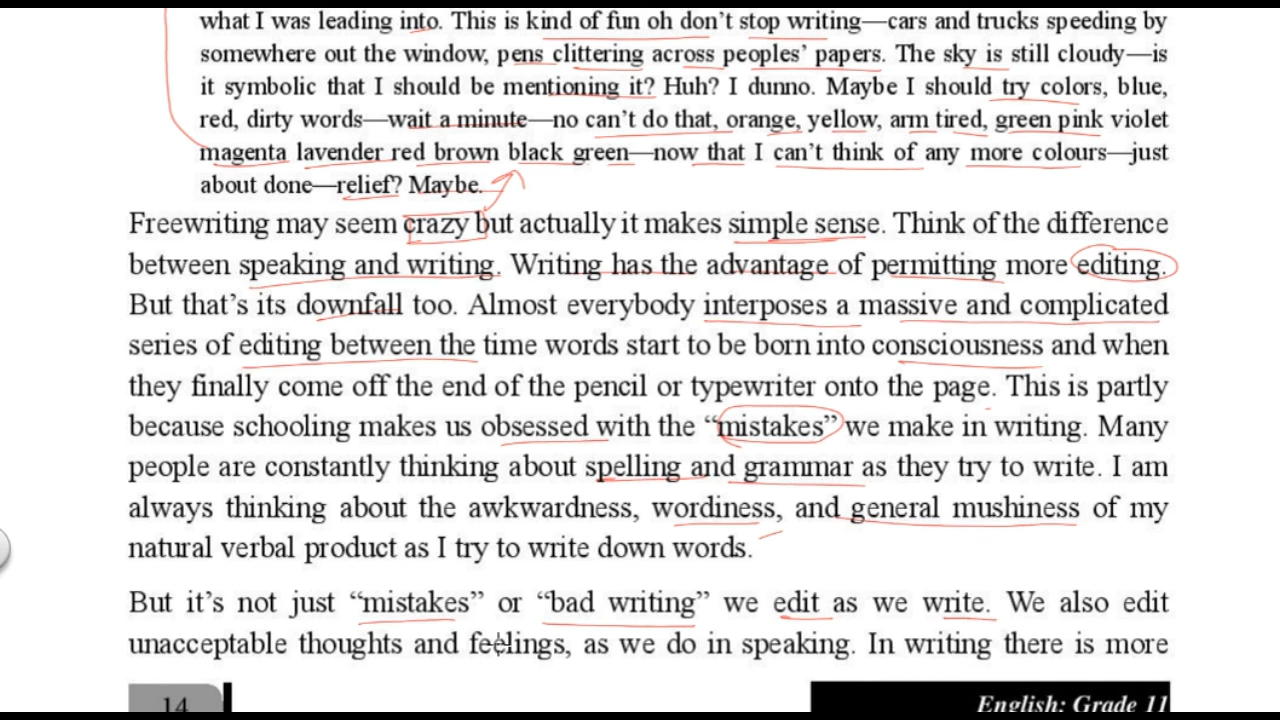 what I was leading into. This is kind of fun oh don’t stop writing—cars and trucks speeding by
somewhere out the window, pens clittering across peoples’ papers. The sky is still cloudy—is
it symbolic that I should be mentioning it? Huh? I dunno. Maybe I should try colors, blue,
red, dirty words—wait a minute—no can’t do that, orange, yellow, arm tired, green pink violet
magenta lavender red brown black green—now that I can’t think of any more colours—just
about done—relief? Maybe.
Freewriting may seem crazy but actually it makes simple sense. Think of the difference
between speaking and writing. Writing has the advantage of permitting more editing.
But that’s its downfall too. Almost everybody interposes a massive and complicated
series of editing between the time words start to be born into consciousness and when
they finally come off the end of the pencil or typewriter onto the page. This is partly
because schooling makes us obsessed with the “mistakes” we make in writing. Many
people are constantly thinking about spelling and grammar as they try to write. I am
always thinking about the awkwardness, wordiness, and general mushiness of my
natural verbal product as I try to write down words.
But it’s not just “mistakes” or “bad writing” we edit as we write. We also edit
unacceptable thoughts and feelings, as we do in speaking. In writing there is more
14
English: Grade 11